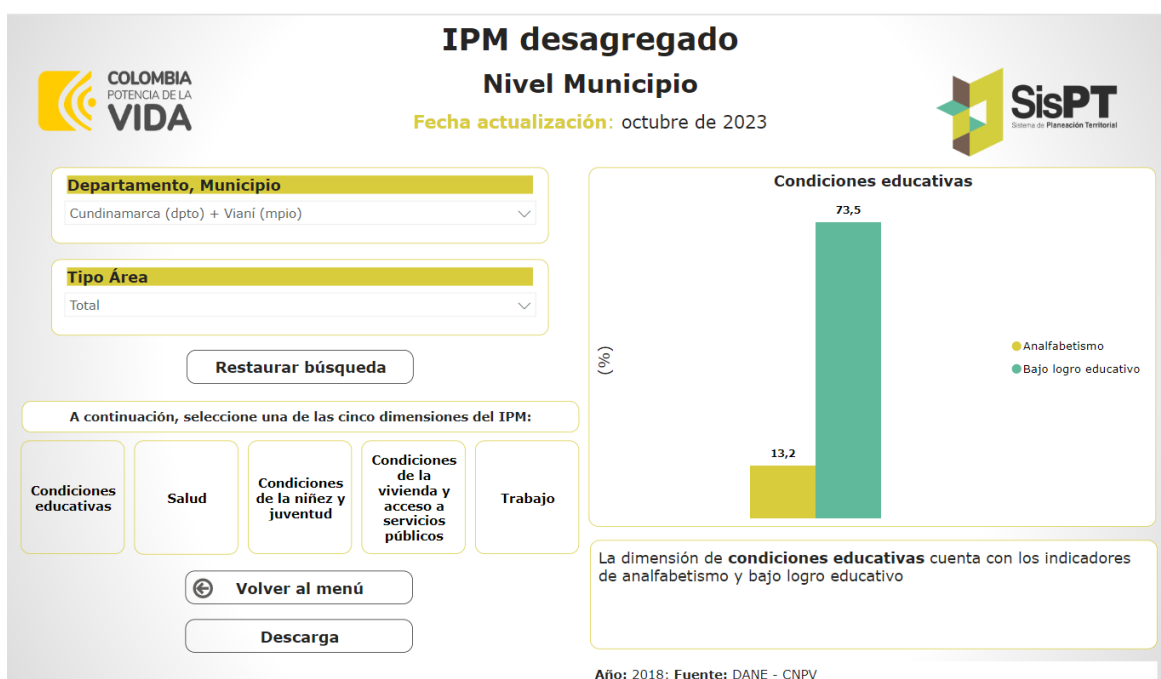 IPM desagregado
Nivel Municipio
Fecha actualización: octubre de 2023
COLOMBIA
POTENCIA DE LA
VIDA
SisPT
Sistema de Planeación Territorial
Departamento, Municipio
Cundinamarca (dpto) + Vianí (mpio)
Tipo Área
Total
Restaurar búsqueda
A continuación, seleccione una de las cinco dimensiones del IPM:
Condiciones
educativas
Salud
Condiciones
de la niñez y
juventud
Condiciones
de la
vivienda y
acceso a
servicios
públicos
Trabajo
Volver al menú
Descarga
Condiciones educativas
73,5
(%)
13,2
Analfabetismo
Bajo logro educativo
La dimensión de condiciones educativas cuenta con los indicadores
de analfabetismo y bajo logro educativo
Año: 2018; Fuente: DANE - CNPV